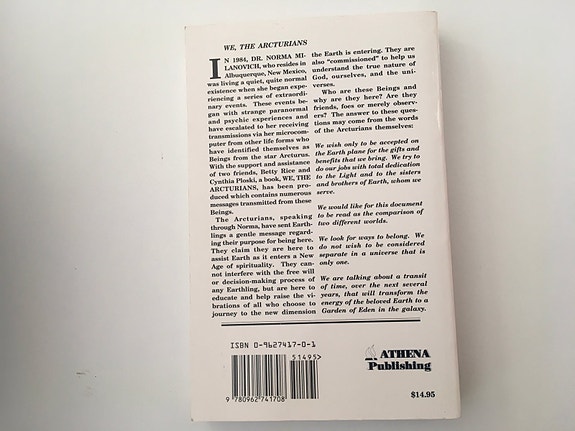 WE, THE ARCTURIANS
IN 1984, DR. NORMA MI-
LANOVICH, who resides in
Albuquerque, New Mexico,
was living a quiet, quite normal
existence when she began expe-
riencing a series of extraordi-
nary events. These events be-
gan with strange paranormal
and psychic experiences and
have escalated to her receiving
transmissions via her microcom-
puter from other life forms who
have identified themselves as
Beings from the star Arcturus.
With the support and assistance
of two friends, Betty Rice and
Cynthia Ploski, a book, WE, THE
ARCTURIANS, has been pro-
duced which contains numerous
messages transmitted from these
Beings.
The Arcturians, speaking
through Norma, have sent Earth-
lings a gentle message regard-
ing their purpose for being here.
They claim they are here to
assist Earth as it enters a New
Age of spirituality. They can-
not interfere with the free will
or decision-making process of
any Earthling, but are here to
educate and help raise the vi-
brations of all who choose to
journey to the new dimension
the Earth is entering. They are
also "commissioned" to help us
understand the true nature of
God, ourselves, and the uni-
verses.
Who are these Beings and
why are they here? Are they
friends, foes or merely observ-
ers? The answer to these ques-
tions may come from the words
of the Arcturians themselves:
We wish only to be accepted on
the Earth plane for the gifts and
benefits that we bring. We try to
do our jobs with total dedication
to the Light and to the sisters
and brothers of Earth, whom we
serve.
We would like for this document
to be read as the comparison of
two different worlds.
We look for ways to belong. We
do not wish to be considered
separate in a universe that is
only one.
We are talking about a transit
of time, over the next several
years, that will transform the
energy of the beloved Earth to a
Garden of Eden in the galaxy.
ISBN 0-9627417-0-1
51495>
9 780962 741708
ATHENA
Publishing
$14.95